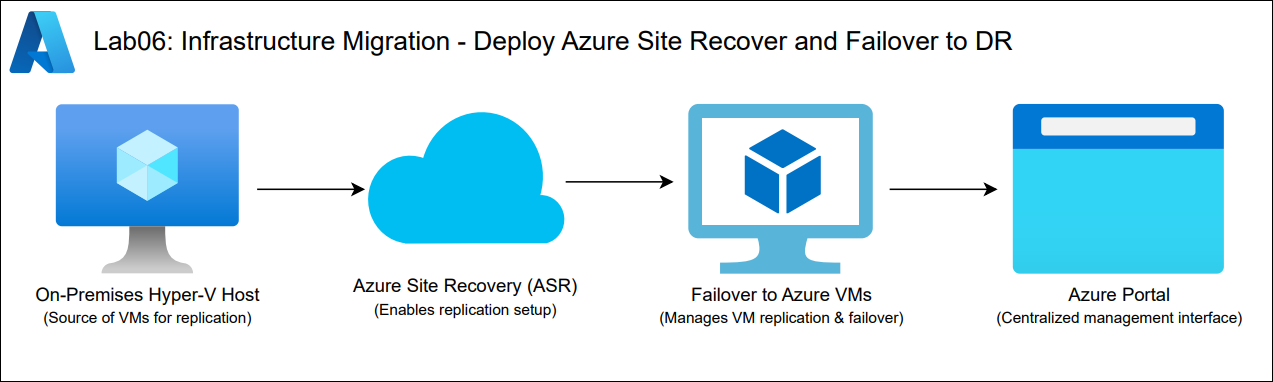 Lab06: Infrastructure Migration - Deploy Azure Site Recover and Failover to DR
On-Premises Hyper-V Host
(Source of VMs for replication)
Azure Site Recovery (ASR)
(Enables replication setup)
Failover to Azure VMs
(Manages VM replication & failover)
Azure Portal
(Centralized management interface)